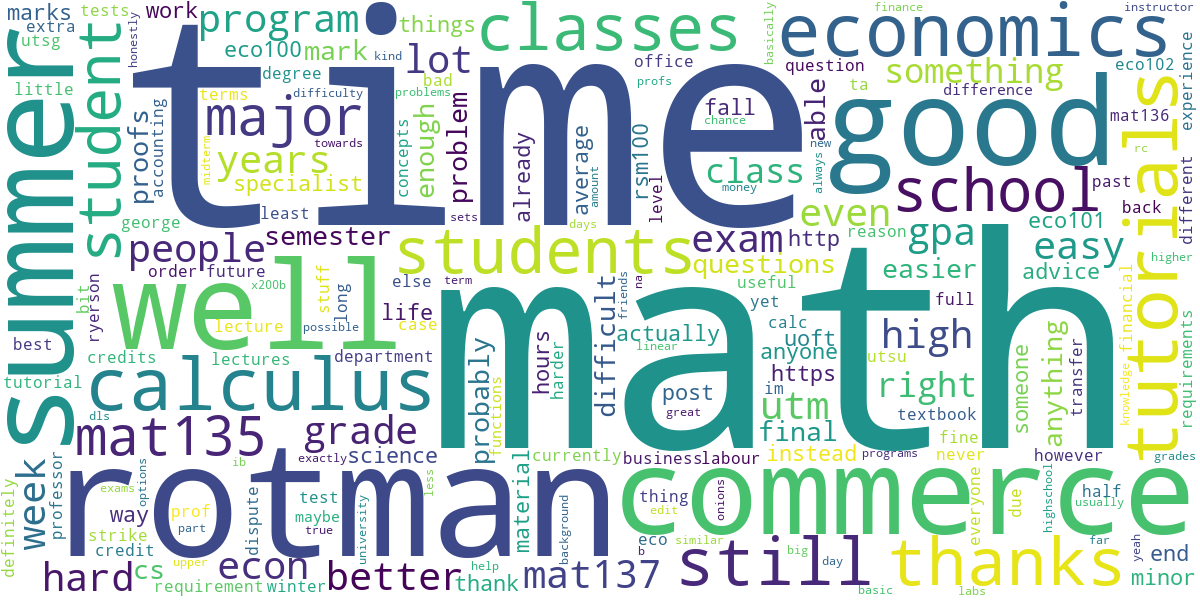 time
math
rotman
commerce
summer
well
good
calculus
classes
economics
tutorials
students
student
school
still
thanks
mat135
mat137
major
program
something
years
people
exam
gpa
easy
high
right
utm
grade
better
hard
econ
cs
week
lot
class
even
questions
difficult
problem
enough
able
anything
marks
work
tests
extra
utsg
little
eco100
mark
things
degree
bad
kind
difficulty
problems
honestly
terms
towards
midterm
proofs
accounting
specialist
concepts
least
george
semester
order
future
x200b
stuff
long
lecture
lectures
possible
department
life
case
else
term
sets
already
average
amount
days
level
rsm100
office
profs
question
fall
chance
money
basically
finance
instructor
eco102
difference
ta
mat136
experience
rc
new
always
past
back
different
higher
eco101
reason
http
easier
advice
useful
full
yet
calc
uoft
anyone
https
actually
linear
friends
na
hours
harder
probably
functions
post
great
im
final
utsu
textbook
someone
transfer
financial
knowledge
requirements
bit
ryerson
best
credits
tutorial
dls
ib
exactly
science
currently
businesslabour
instead
programs
fine
never
however
grades
definitely
professor
exams
options
way
prof
part
strike
credit
upper
dispute
test
maybe
true
university
less
material
background
thing
edit
onions
eco
b
similar
big
day
basic
everyone
due
highschool
half
usually
far
yeah
end
minor
labs
requirement
winter
thank
help